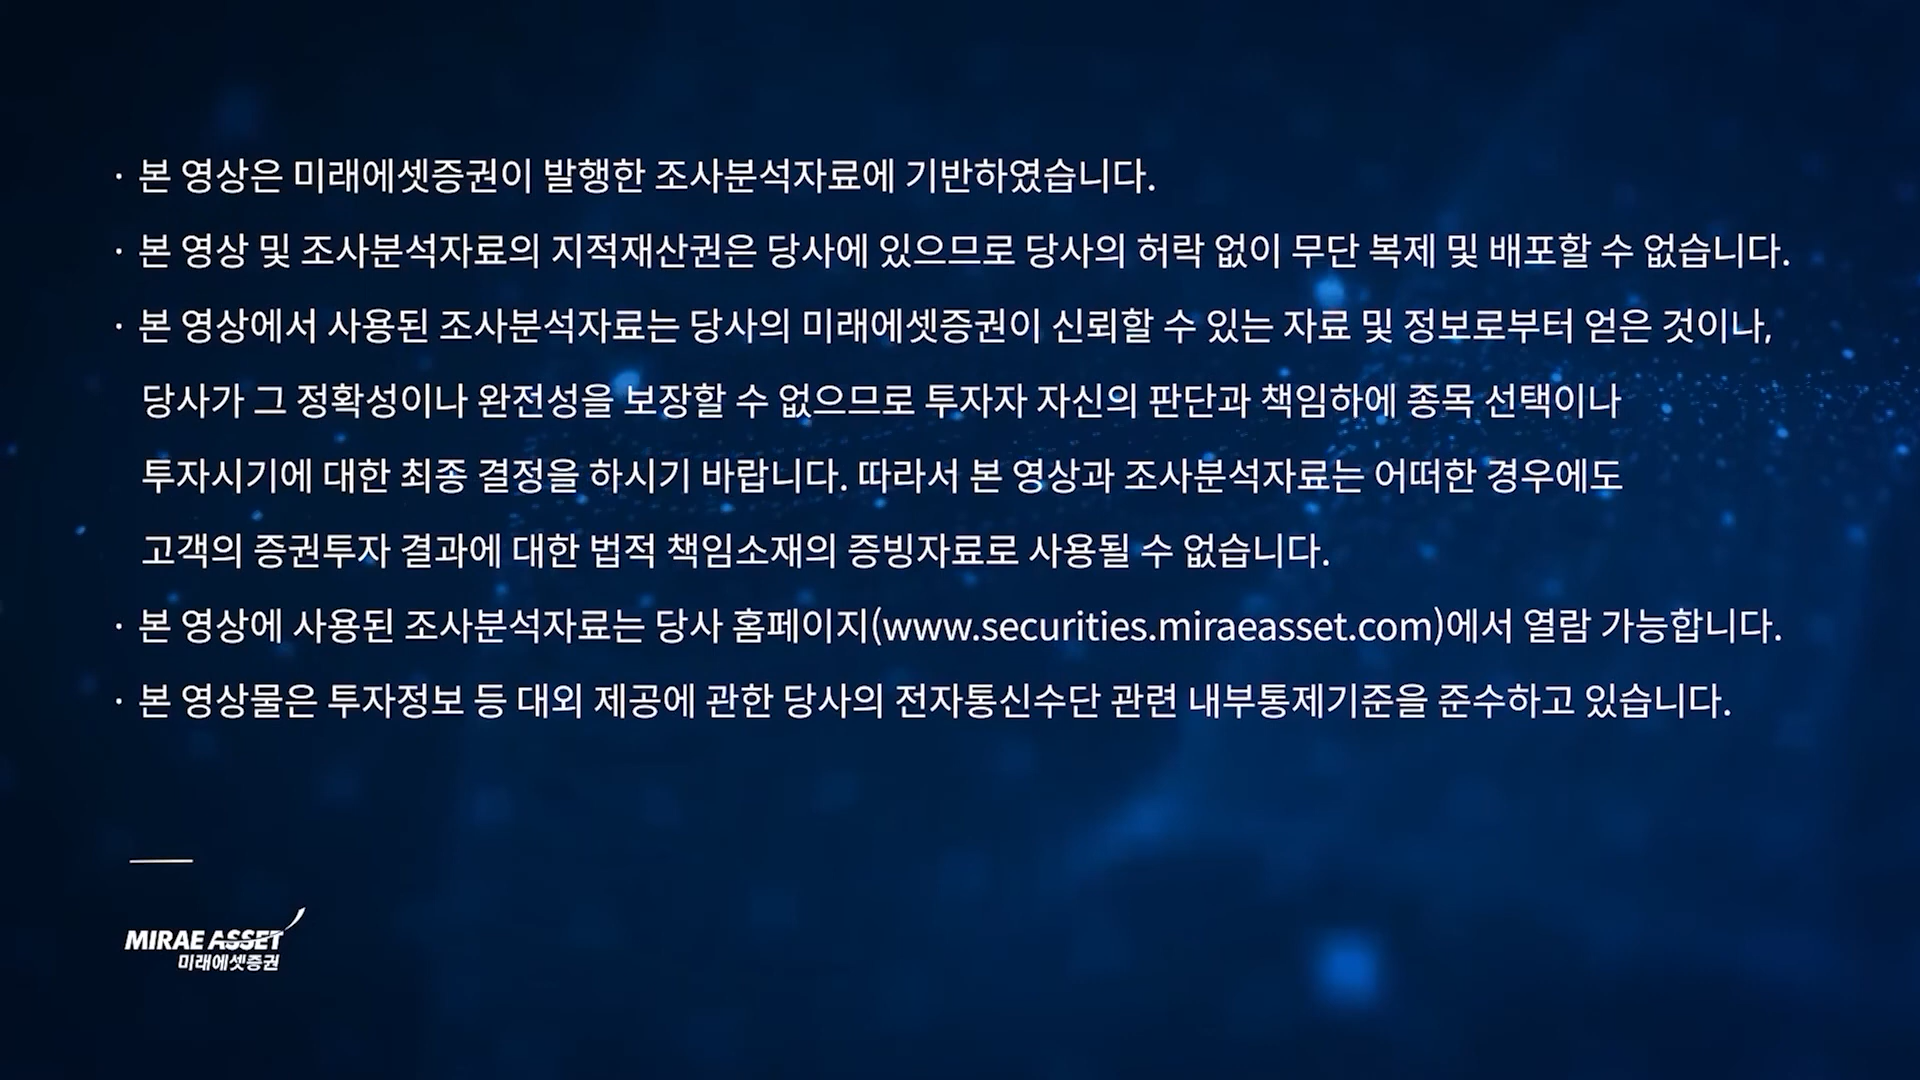 · 본 영상은 미래에셋증권이 발행한 조사분석자료에 기반하였습니다.
· 본 영상 및 조사분석자료의 지적재산권은 당사에 있으므로 당사의 허락 없이 무단 복제 및 배포할 수 없습니다.
· 본 영상에서 사용된 조사분석자료는 당사의 미래에셋증권이 신뢰할 수 있는 자료 및 정보로부터 얻은 것이나,
당사가 그 정확성이나 완전성을 보장할 수 없으므로 투자자 자신의 판단과 책임하에 종목 선택이나
투자시기에 대한 최종 결정을 하시기 바랍니다. 따라서 본 영상과 조사분석자료는 어떠한 경우에도
고객의 증권투자 결과에 대한 법적 책임소재의 증빙자료로 사용될 수 없습니다.
· 본 영상에 사용된 조사분석자료는 당사 홈페이지(www.securities.miraeasset.com)에서 열람 가능합니다.
· 본 영상물은 투자정보 등 대외 제공에 관한 당사의 전자통신수단 관련 내부통제기준을 준수하고 있습니다.
MIRAE ASSET
미래에셋증권